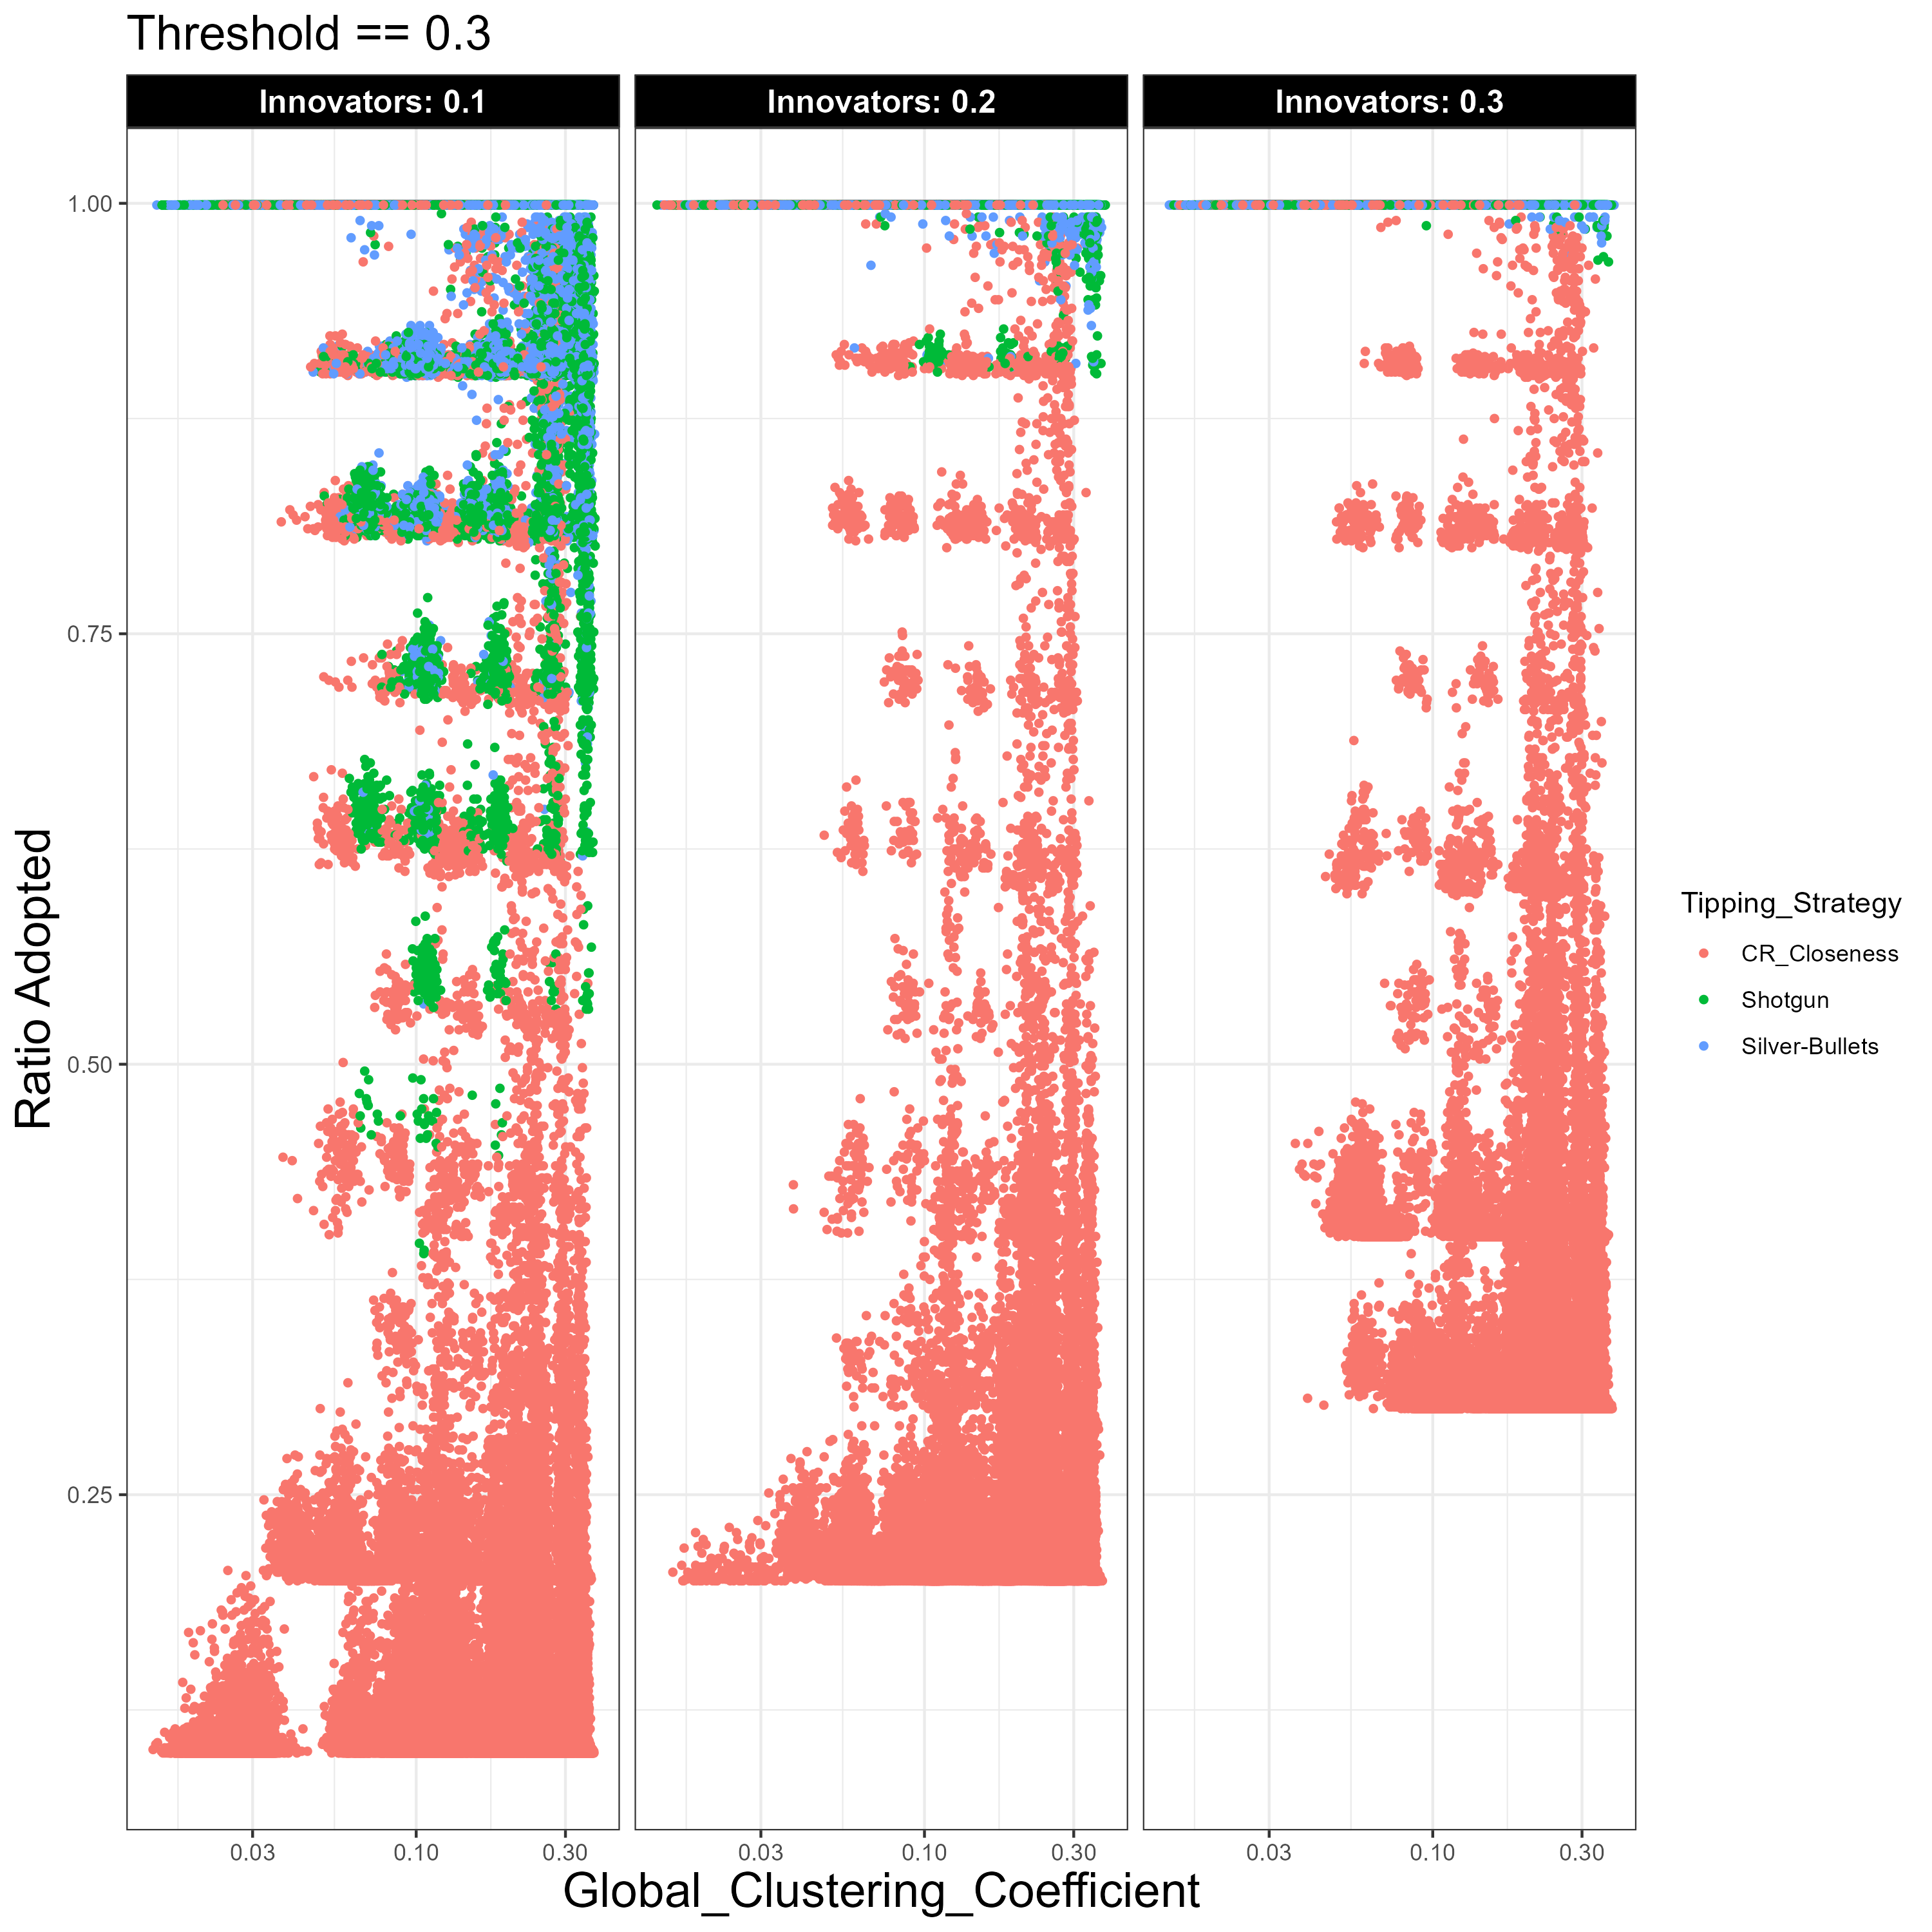 Threshold == 0.3
Innovators: 0.1
Innovators: 0.2
Innovators: 0.3
1.00
0.75
0.50
0.25
Ratio Adopted
0.03
0.10
0.30
0.03
0.10
0.30
0.03
0.10
0.30
Global_Clustering_Coefficient
Tipping_Strategy
CR_Closeness
Shotgun
Silver-Bullets